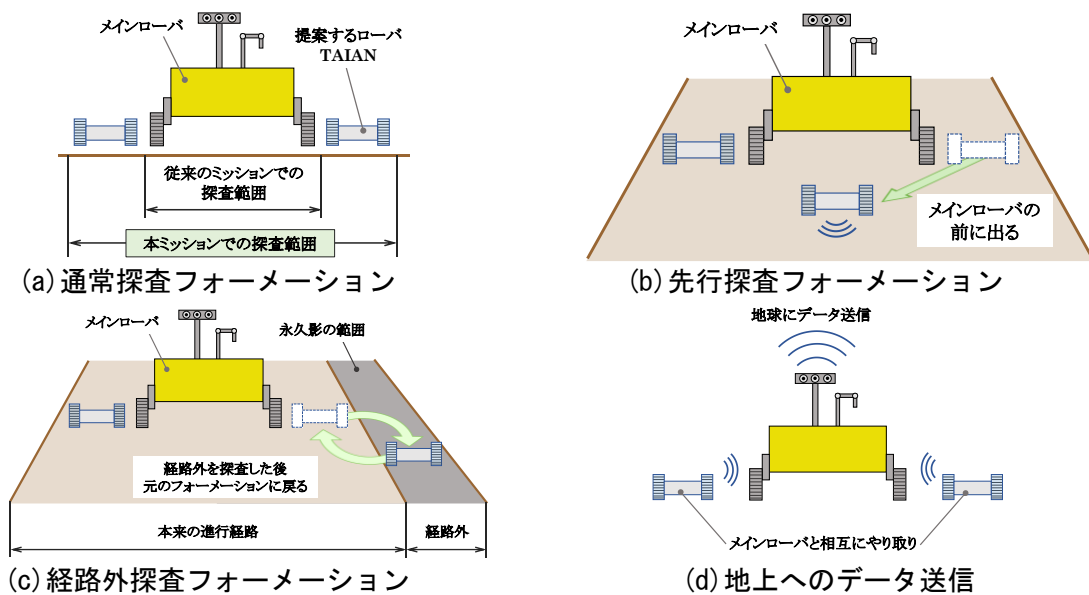 メインローバ
提案するローバ
TAIAN
従来のミッションでの
探査範囲
本ミッションでの探査範囲
(a)通常探査フォーメーション
メインローバ
メインローバの
前に出る
(b)先行探査フォーメーション
メインローバ
永久影の範囲
経路外を探査した後
元のフォーメーションに戻る
本来の進行経路
経路外
(c)経路外探査フォーメーション
地球にデータ送信
メインローバと相互にやり取り
(d)地上へのデータ送信